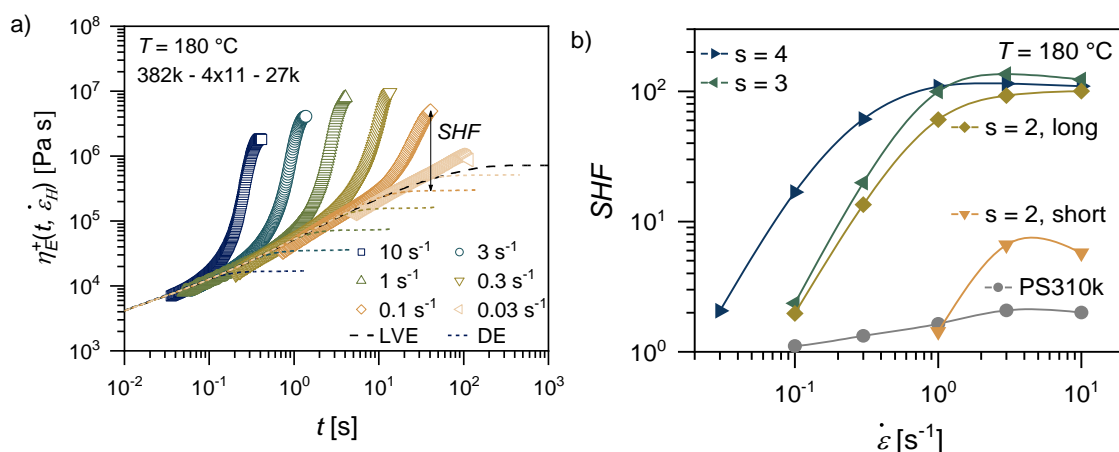 a)
T = 180 °C
382k - 4x11 - 27k
SHF
10 s⁻¹
3 s⁻¹
1 s⁻¹
0.3 s⁻¹
0.1 s⁻¹
0.03 s⁻¹
LVE
DE
10⁸
10⁷
10⁶
10⁵
10⁴
10³
10⁻²
10⁻¹
10⁰
10¹
10²
10³
η⁺_E(t, ε̇_H) [Pa s]
t [s]
b)
T = 180 °C
s = 4
s = 3
s = 2, long
s = 2, short
PS310k
10²
10¹
10⁰
10⁻¹
10⁰
10¹
SHF
ε̇ [s⁻¹]